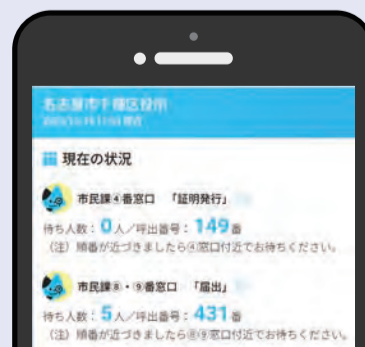 名古屋市千種区役所
現在の状況
市民課④番窓口 「証明発行」
待ち人数：0人／呼出番号：149番
（注） 順番が近づきましたら④窓口付近でお待ちください。
市民課⑧・⑨番窓口 「届出」
待ち人数：5人／呼出番号：431番
（注） 順番が近づきましたら⑧⑨窓口付近でお待ちください。